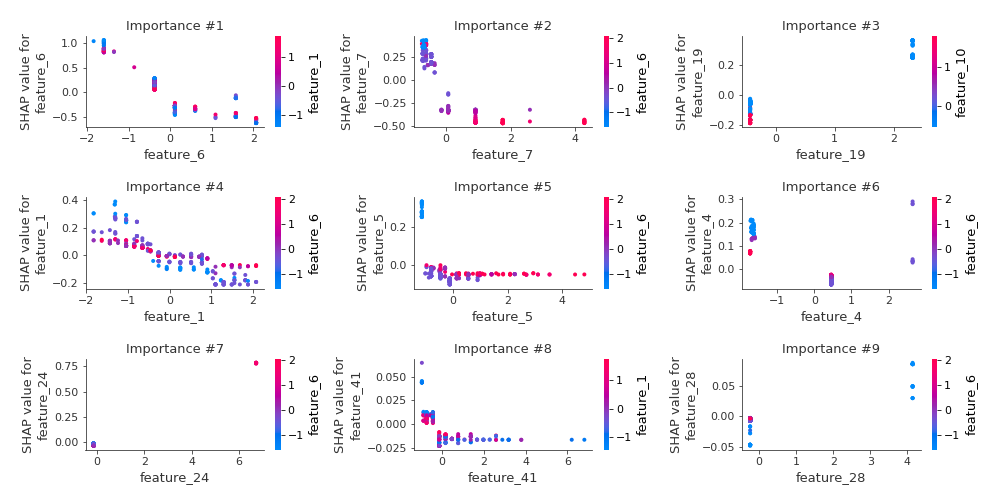 Importance #1
SHAP value for
feature_6
1.0
0.5
0.0
−0.5
−2
−1
0
1
2
feature_6
1
0
−1
feature_1
Importance #2
SHAP value for
feature_7
0.25
0.00
−0.25
−0.50
0
2
4
feature_7
2
1
0
−1
feature_6
Importance #3
SHAP value for
feature_19
0.2
0.0
−0.2
0
1
2
feature_19
1
0
feature_10
Importance #4
SHAP value for
feature_1
0.4
0.2
0.0
−0.2
−2
−1
0
1
2
feature_1
2
1
0
−1
feature_6
Importance #5
SHAP value for
feature_5
0.2
0.0
0
2
4
feature_5
2
1
0
−1
feature_6
Importance #6
SHAP value for
feature_4
0.3
0.2
0.1
0.0
−1
0
1
2
feature_4
2
1
0
−1
feature_6
Importance #7
SHAP value for
feature_24
0.75
0.50
0.25
0.00
0
2
4
6
feature_24
2
1
0
−1
feature_6
Importance #8
SHAP value for
feature_41
0.050
0.025
0.000
−0.025
0
2
4
6
feature_41
1
0
−1
feature_1
Importance #9
SHAP value for
feature_28
0.05
0.00
−0.05
0
1
2
3
4
feature_28
2
1
0
−1
feature_6